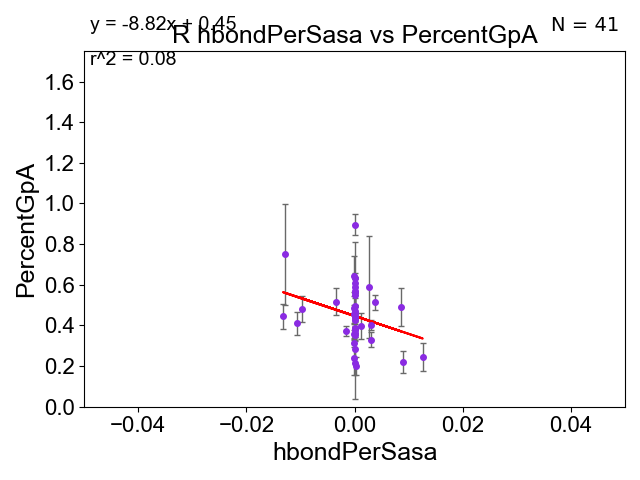 y = -8.82x + 0.45
N = 41
R hbondPerSasa vs PercentGpA
r^2 = 0.08
PercentGpA
1.6
1.4
1.2
1.0
0.8
0.6
0.4
0.2
0.0
−0.04
−0.02
0.00
0.02
0.04
hbondPerSasa